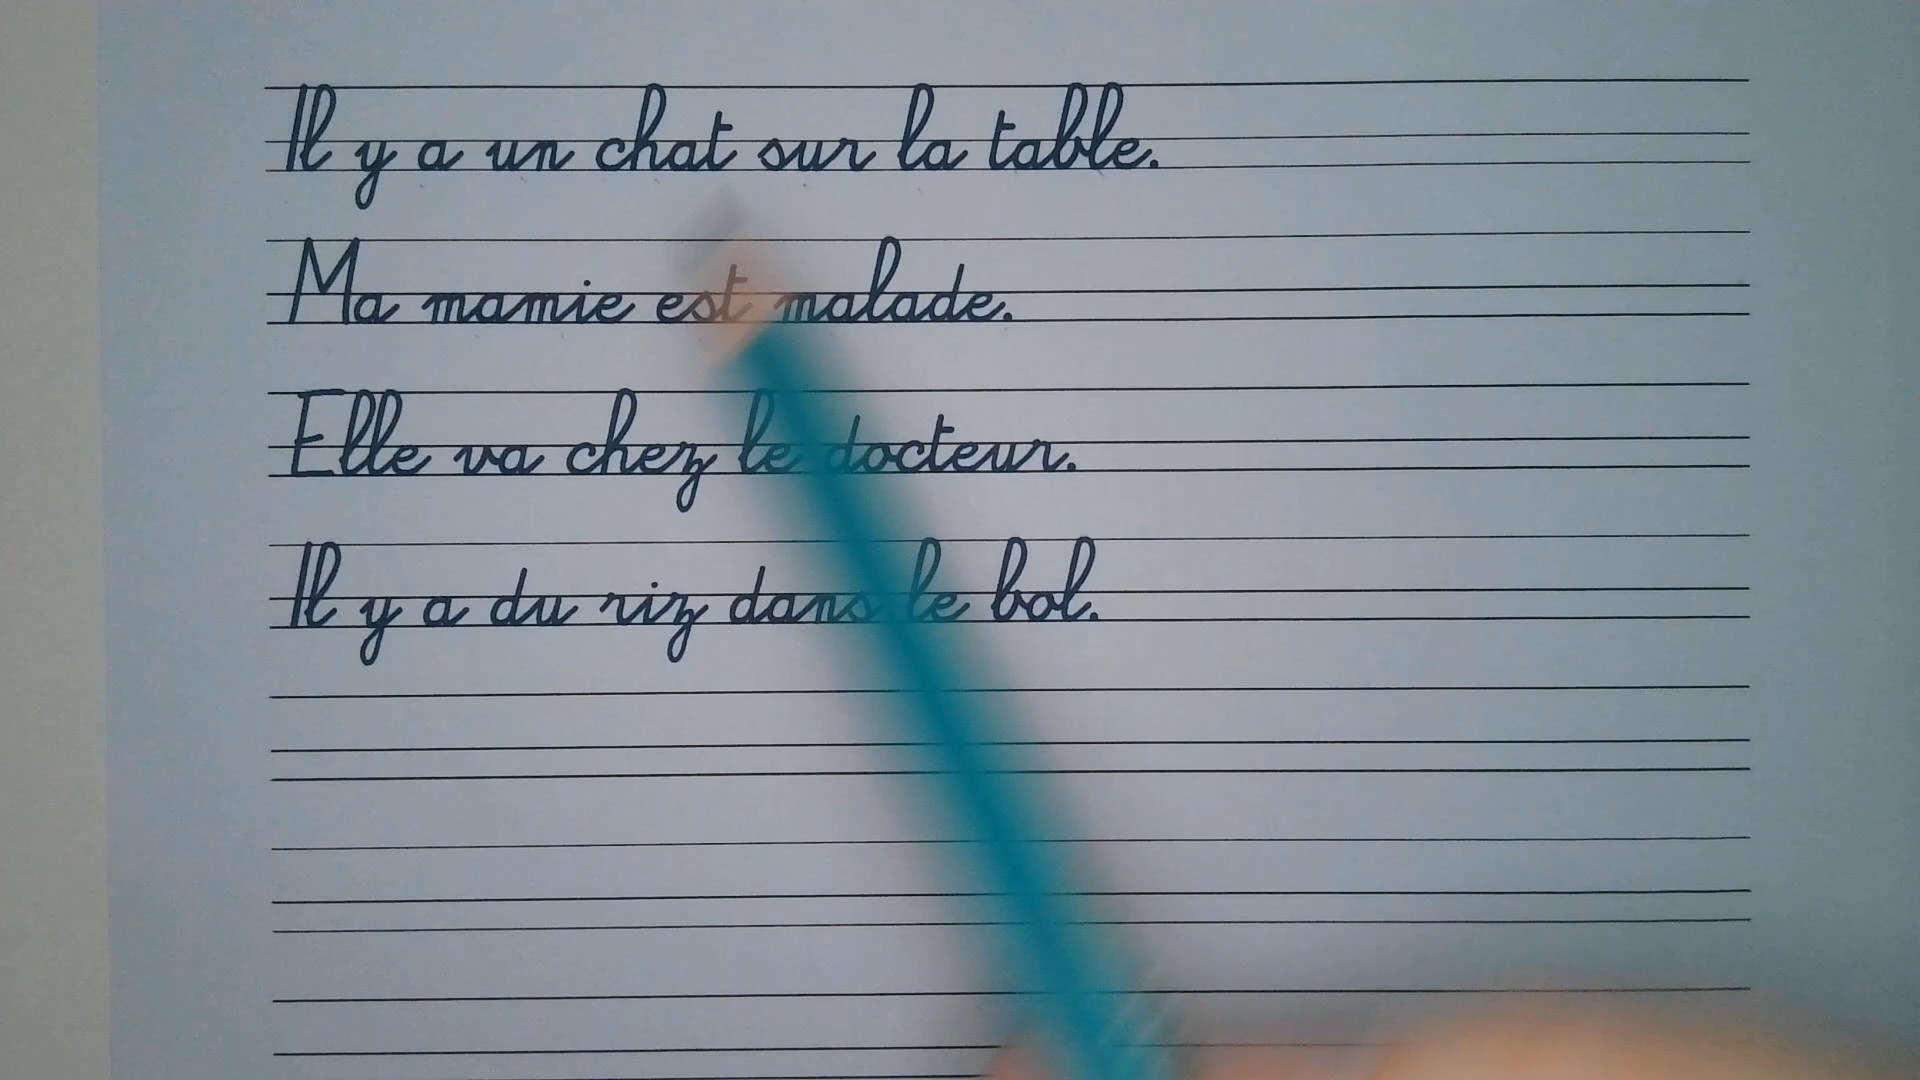 Il y a un chat sur la table.
Ma mamie est malade.
Elle va chez le docteur.
Il y a du riz dans le bol.